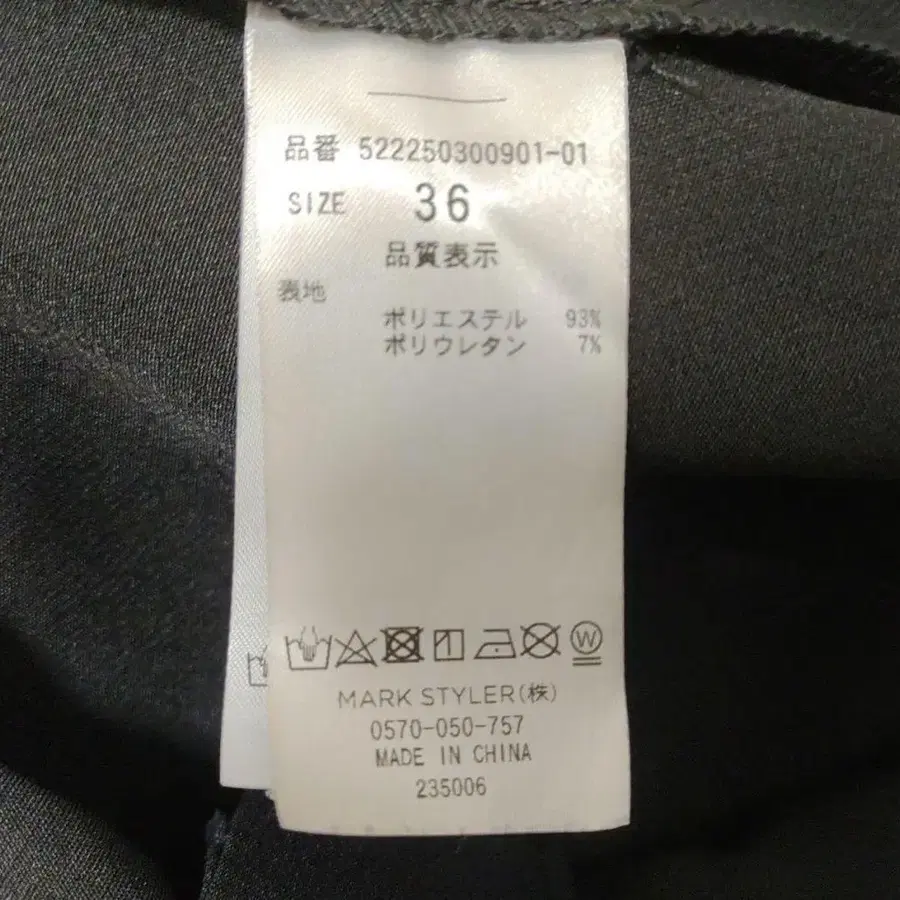 品番 522250300901-01
SIZE 36
品質表示
表地
ポリエステル 93%
ポリウレタン 7%
W
MARK STYLER(株)
0570-050-757
MADE IN CHINA
235006